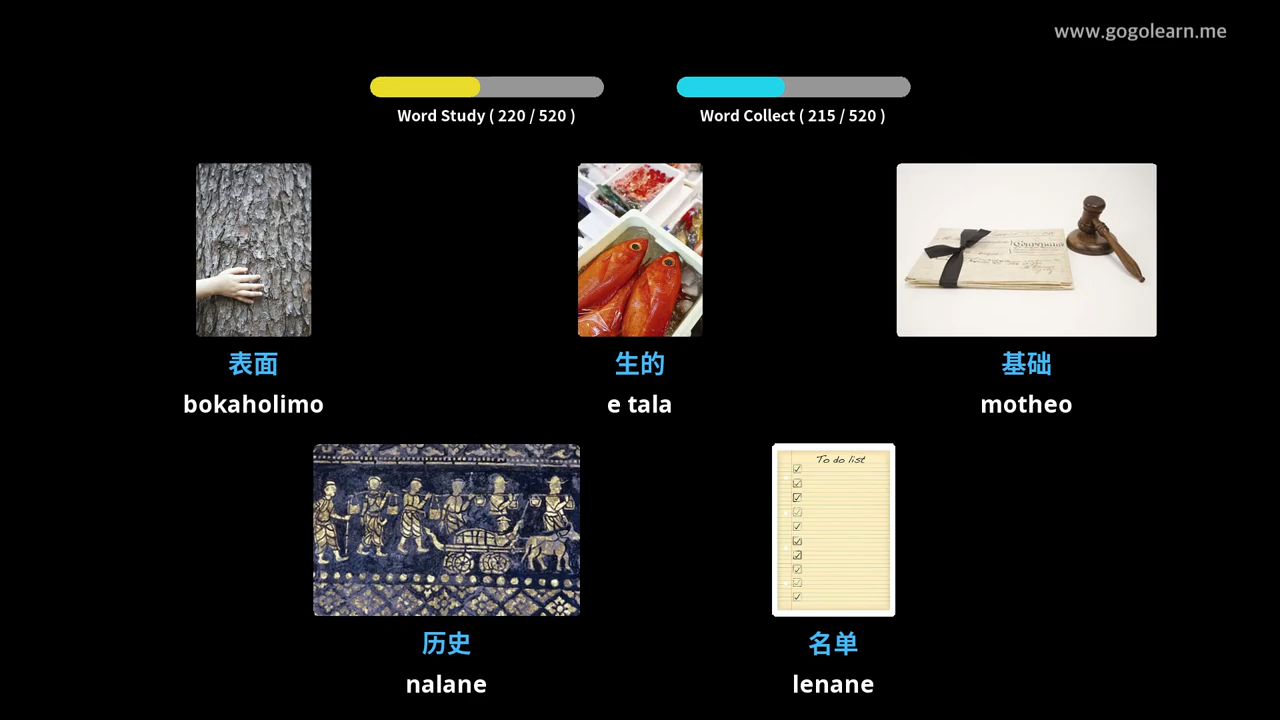 www.gogolearn.me
Word Study ( 220 / 520 )
Word Collect ( 215 / 520 )
表面
bokaholimo
生的
e tala
基础
motheo
To do list
历史
nalane
名单
lenane